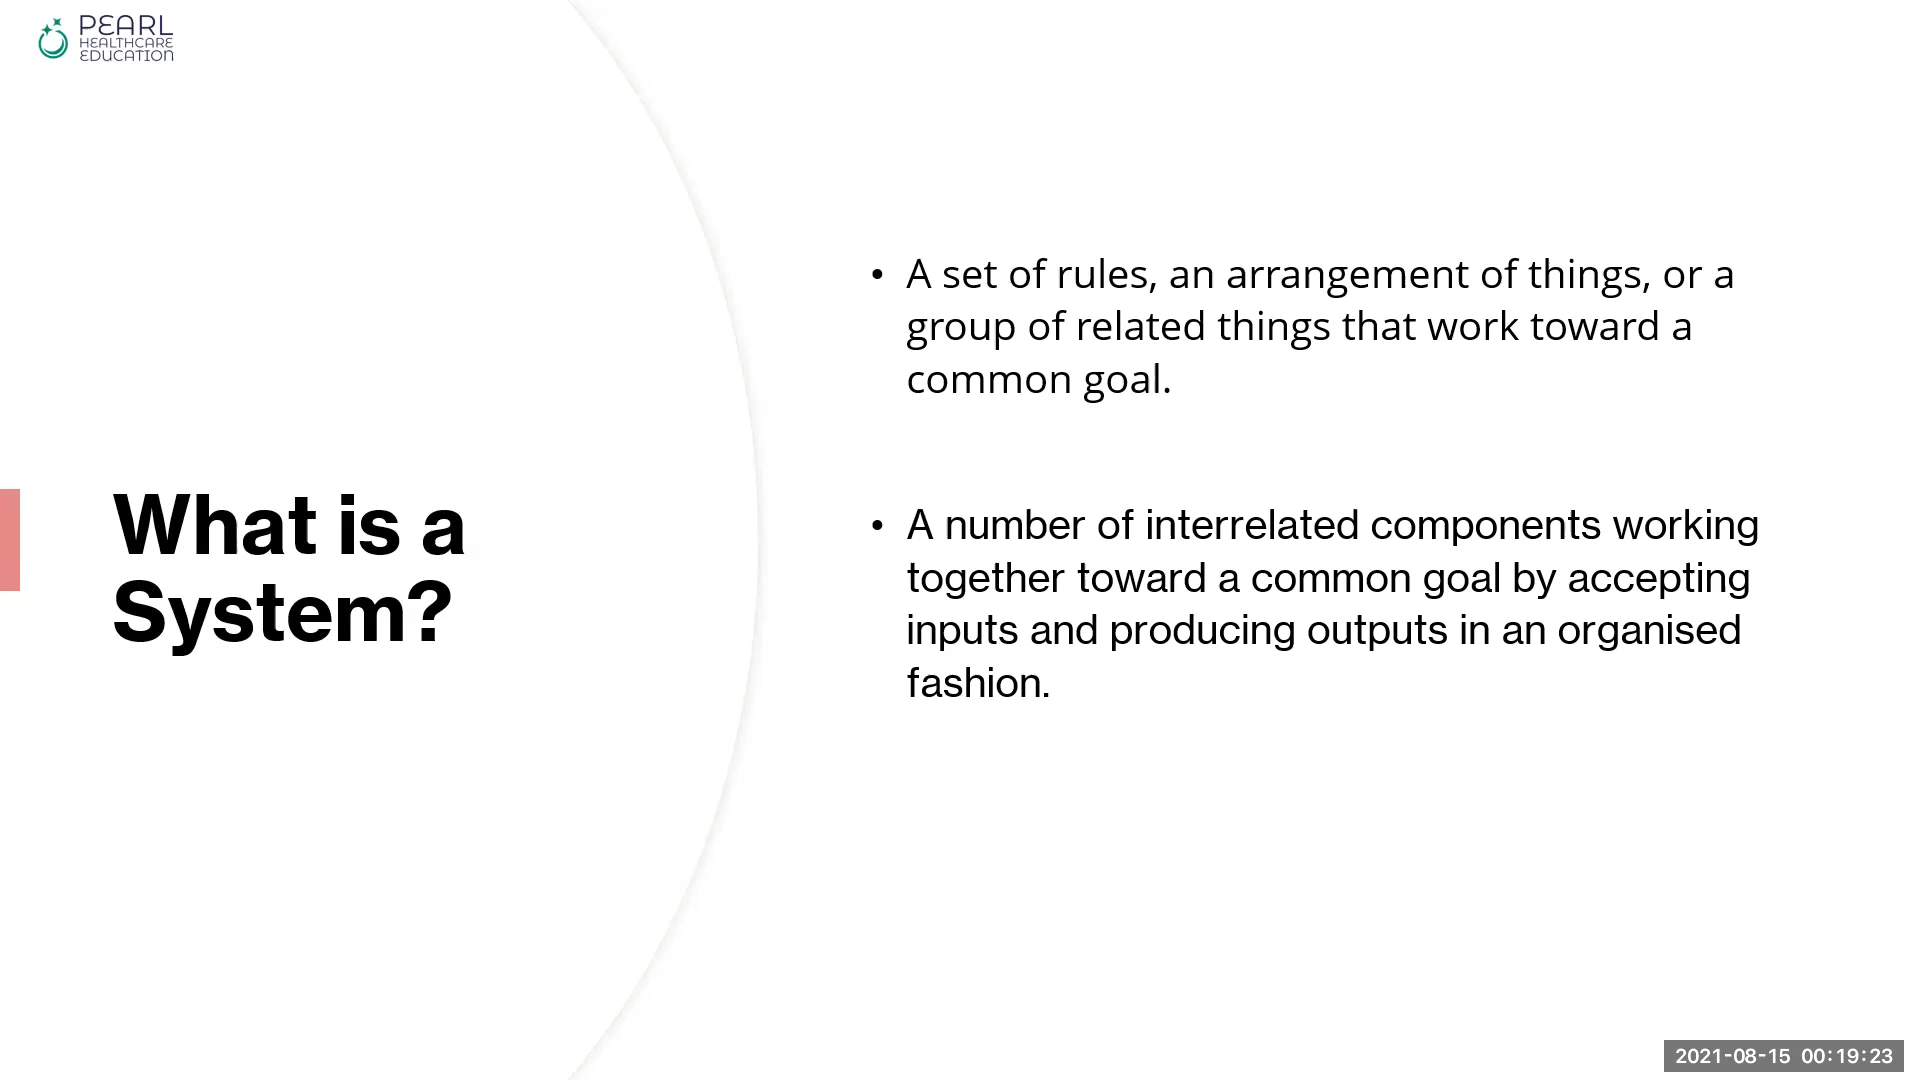 PEARL
HEALTHCARE
EDUCATION
What is a
System?
• A set of rules, an arrangement of things, or a
group of related things that work toward a
common goal.
• A number of interrelated components working
together toward a common goal by accepting
inputs and producing outputs in an organised
fashion.
2021-08-15 00:19:23